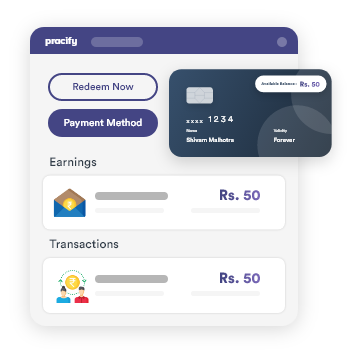 pracify
Redeem Now
Payment Method
Available Balance: Rs. 50
xxxx 1234
Name
Shivam Malhotra
Validity
Forever
Earnings
Rs. 50
Transactions
Rs. 50